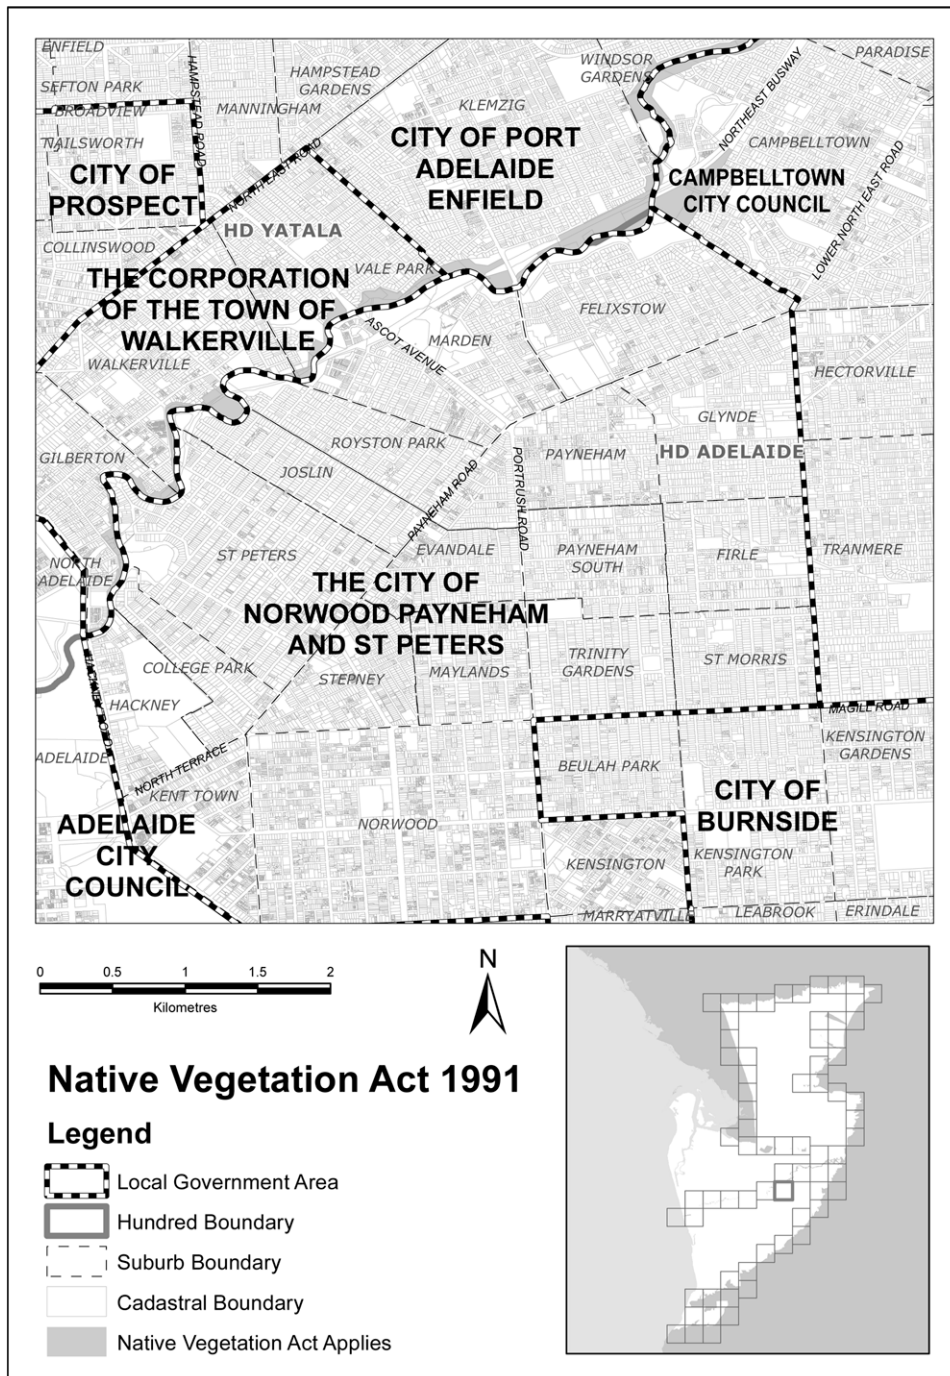 ENFIELD
SEFTON PARK
BROADVIEW
NAILSWORTH
HAMPSTEAD ROAD
MANNINGHAM
HAMPSTEAD
GARDENS
KLEMZIG
WINDSOR
GARDENS
NORTHEAST BUSWAY
PARADISE
CAMPBELLTOWN
CITY OF
PROSPECT
NORTH EAST ROAD
CITY OF PORT
ADELAIDE
ENFIELD
CAMPBELLTOWN
CITY COUNCIL
LOWER NORTH EAST ROAD
COLLINSWOOD
HD YATALA
VALE PARK
THE CORPORATION
OF THE TOWN OF
WALKERVILLE
WALKERVILLE
ASCOT AVENUE
MARDEN
FELIXSTOW
HECTORVILLE
GILBERTON
JOSLIN
ROYSTON PARK
PAYNEHAM ROAD
PORTRUSH ROAD
PAYNEHAM
GLYNDE
HD ADELAIDE
NORTH
ADELAIDE
ST PETERS
EVANDALE
PAYNEHAM
SOUTH
FIRLE
TRANMERE
THE CITY OF
NORWOOD PAYNEHAM
AND ST PETERS
COLLEGE PARK
STEPNEY
MAYLANDS
TRINITY
GARDENS
ST MORRIS
HACKNEY
MAGILL ROAD
ADELAIDE
NORTH TERRACE
KENT TOWN
NORWOOD
BEULAH PARK
KENSINGTON
GARDENS
CITY OF
BURNSIDE
ADELAIDE
CITY
COUNCIL
KENSINGTON
KENSINGTON
PARK
MARRYATVILLE
LEABROOK
ERINDALE
0 0.5 1 1.5 2
Kilometres
N
Native Vegetation Act 1991
Legend
Local Government Area
Hundred Boundary
Suburb Boundary
Cadastral Boundary
Native Vegetation Act Applies